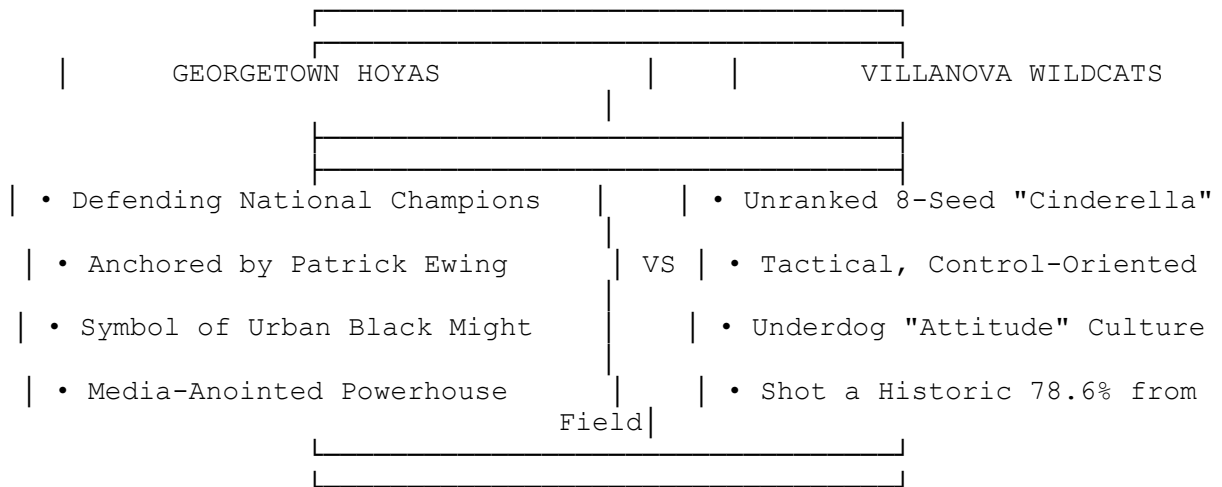 GEORGETOWN HOYAS VILLANOVA WILDCATS
• Defending National Champions • Unranked 8-Seed "Cinderella"
• Anchored by Patrick Ewing VS • Tactical, Control-Oriented
• Symbol of Urban Black Might • Underdog "Attitude" Culture
• Media-Anointed Powerhouse • Shot a Historic 78.6% from
Field